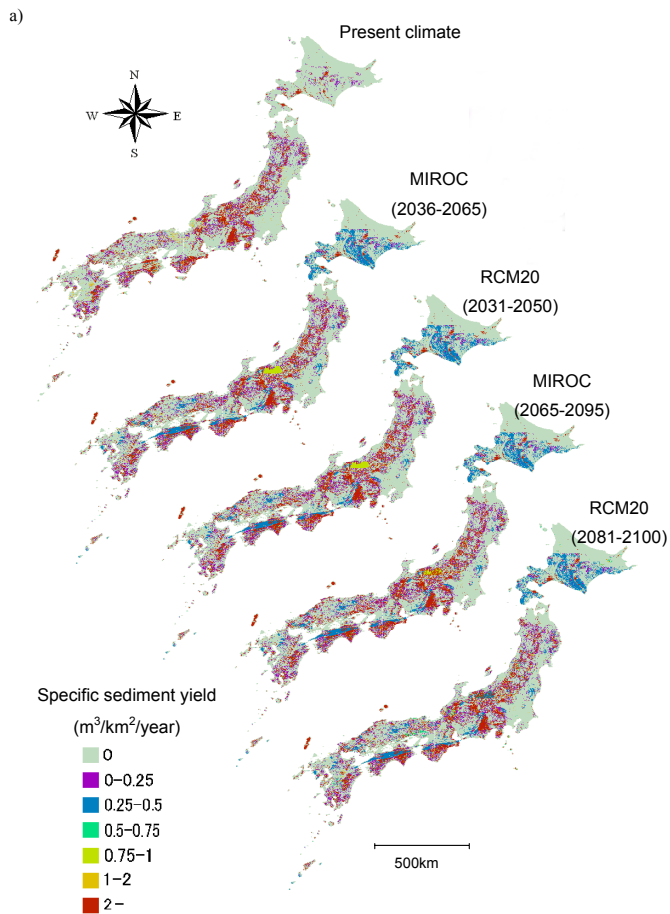 a)
Present climate
N
W E
S
MIROC
(2036-2065)
RCM20
(2031-2050)
MIROC
(2065-2095)
RCM20
(2081-2100)
Specific sediment yield
(m³/km²/year)
0
0-0.25
0.25-0.5
0.5-0.75
0.75-1
1-2
2-
500km